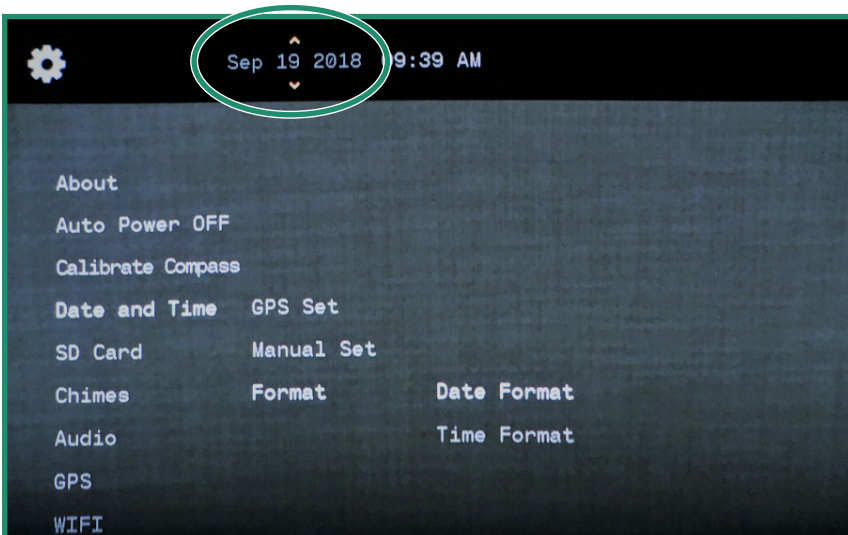 Sep 19 2018 09:39 AM
About
Auto Power OFF
Calibrate Compass
Date and Time GPS Set
SD Card Manual Set
Chimes Format Date Format
Audio Time Format
GPS
WIFI